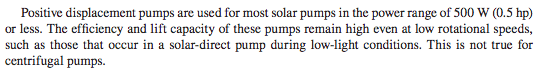 Positive displacement pumps are used for most solar pumps in the power range of 500 W (0.5 hp)
or less. The efficiency and lift capacity of these pumps remain high even at low rotational speeds,
such as those that occur in a solar-direct pump during low-light conditions. This is not true for
centrifugal pumps.